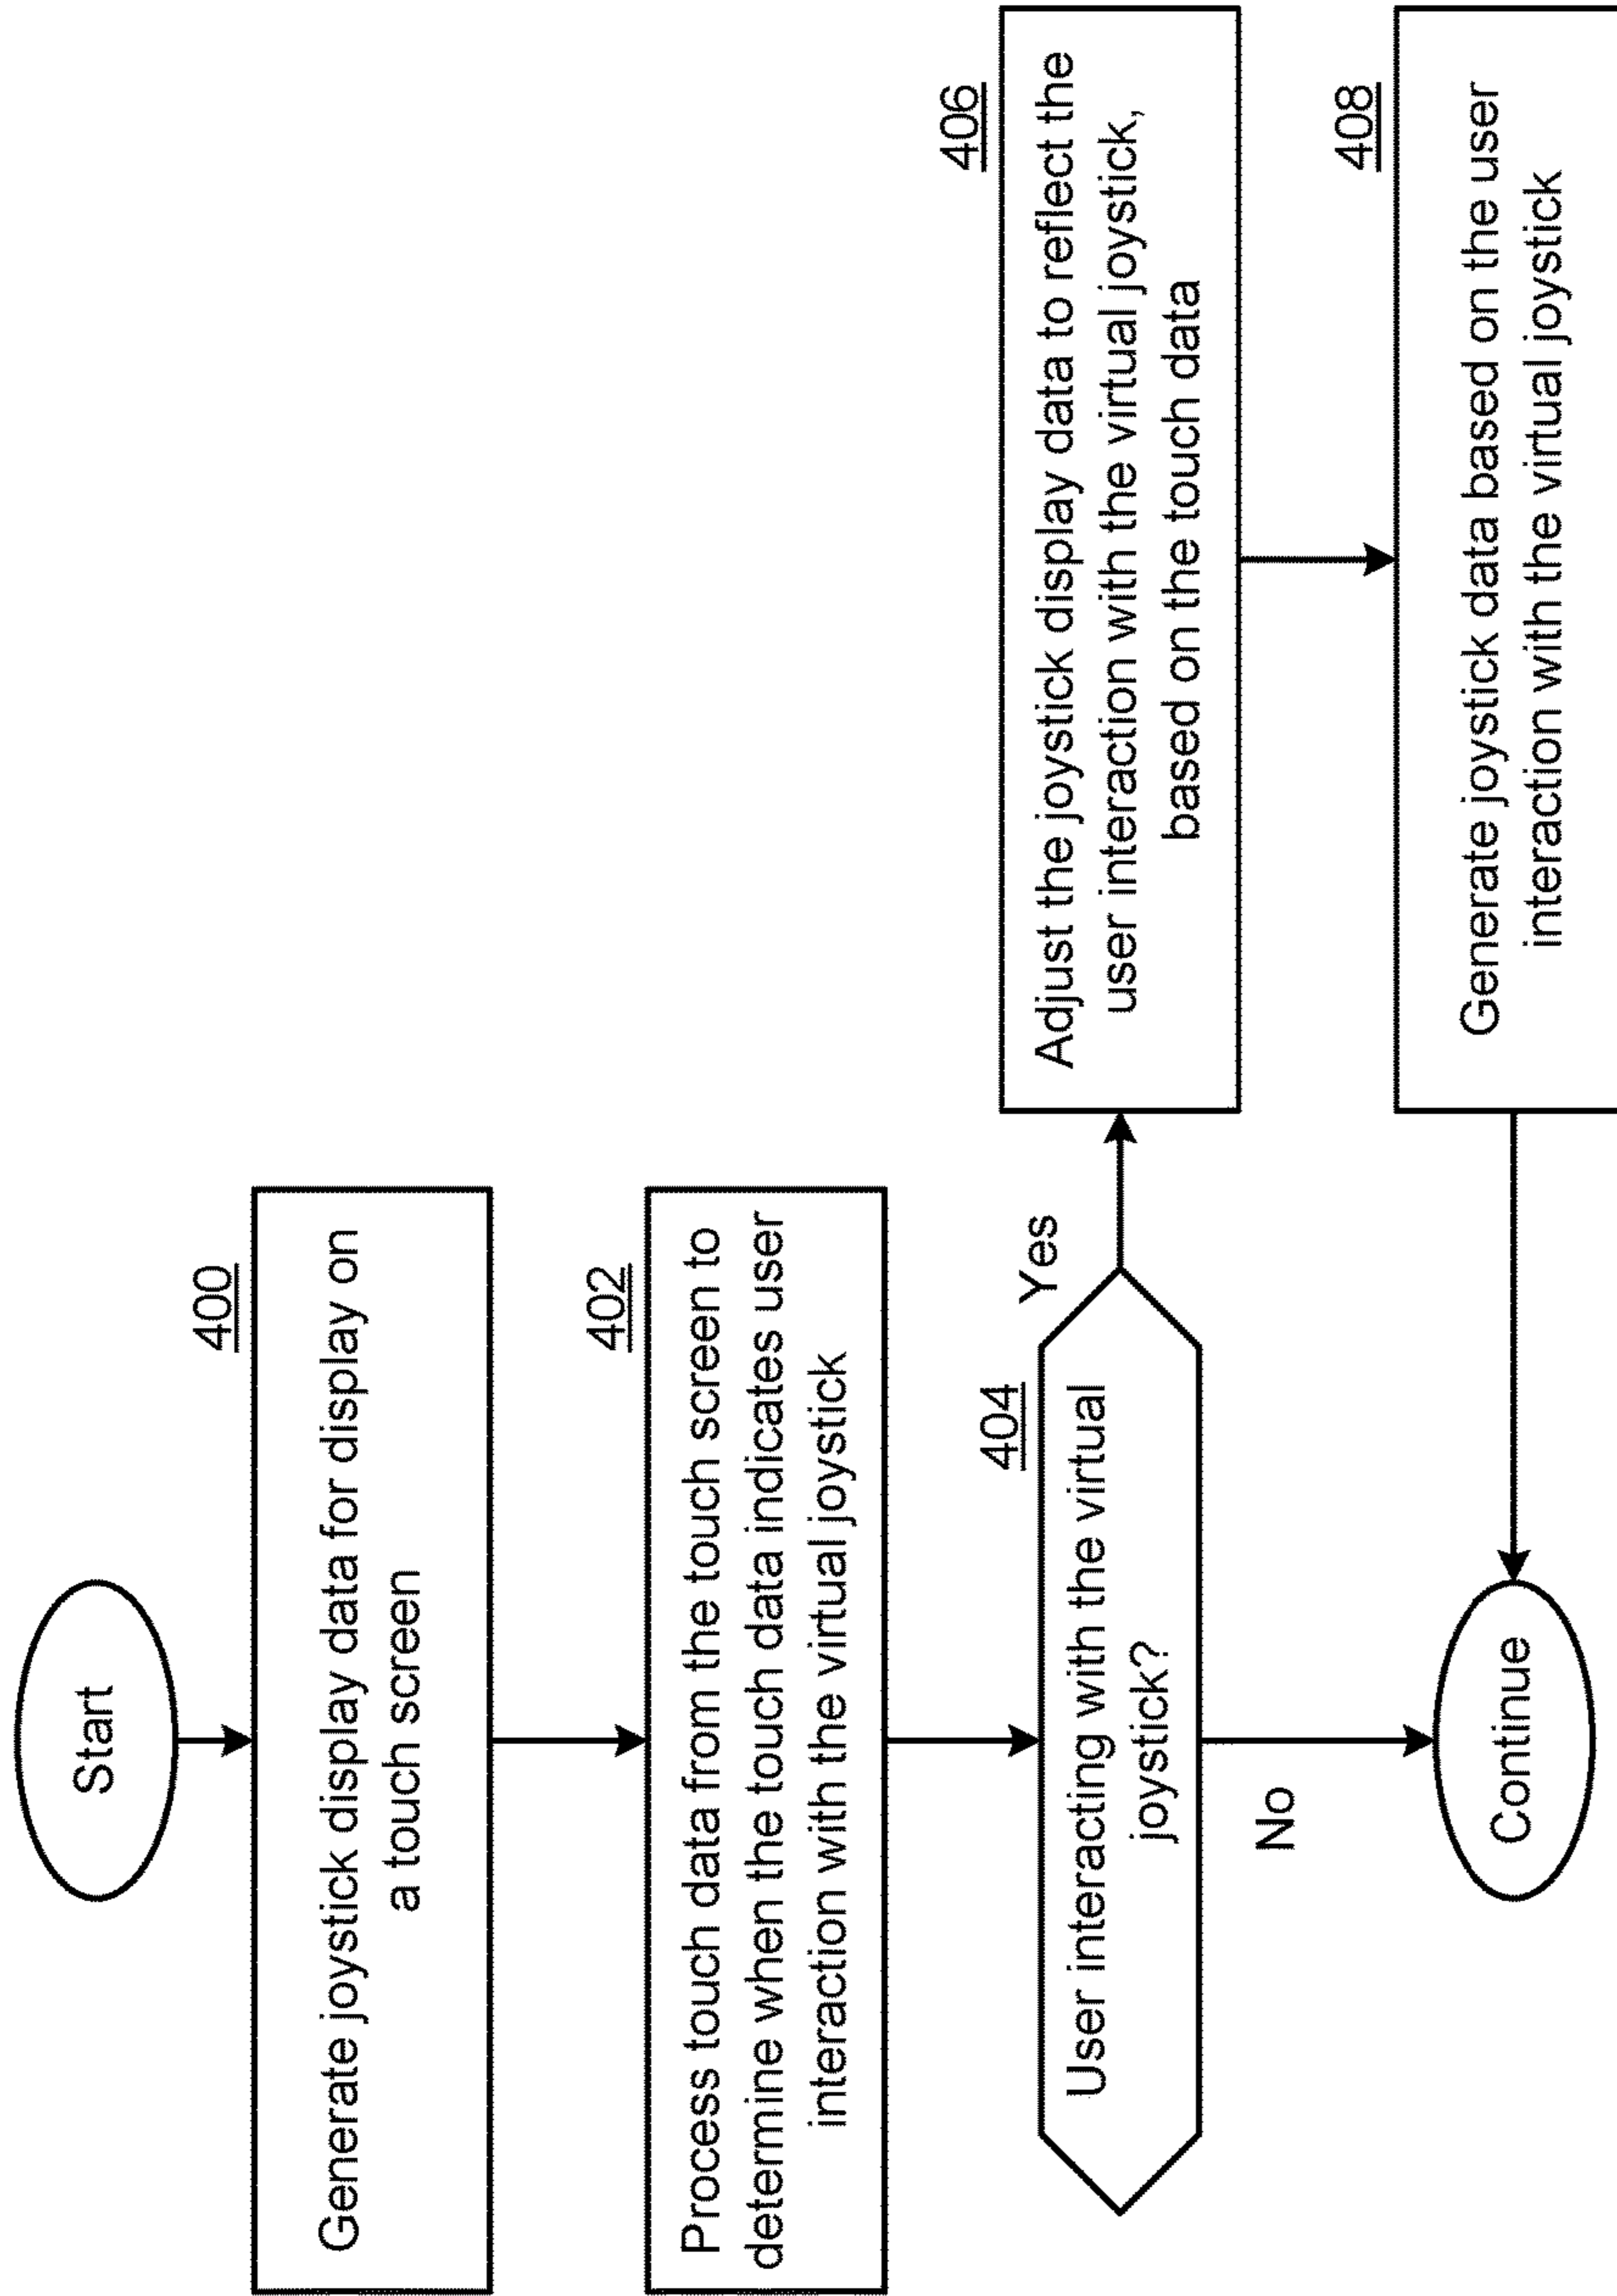 Start
400
Generate joystick display data for display on
a touch screen
402
Process touch data from the touch screen to
determine when the touch data indicates user
interaction with the virtual joystick
404
User interacting with the virtual
joystick?
Yes
No
406
Adjust the joystick display data to reflect the
user interaction with the virtual joystick,
based on the touch data
408
Generate joystick data based on the user
interaction with the virtual joystick
Continue